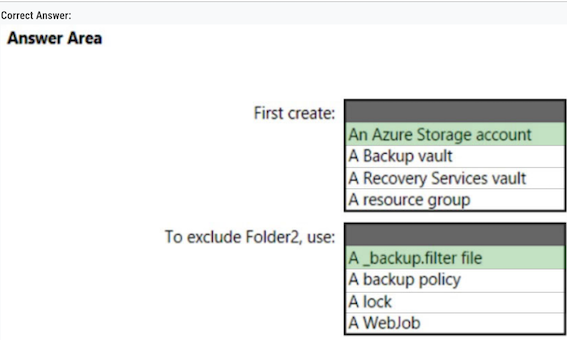 Correct Answer:
Answer Area
First create:
An Azure Storage account
A Backup vault
A Recovery Services vault
A resource group
To exclude Folder2, use:
A _backup.filter file
A backup policy
A lock
A WebJob